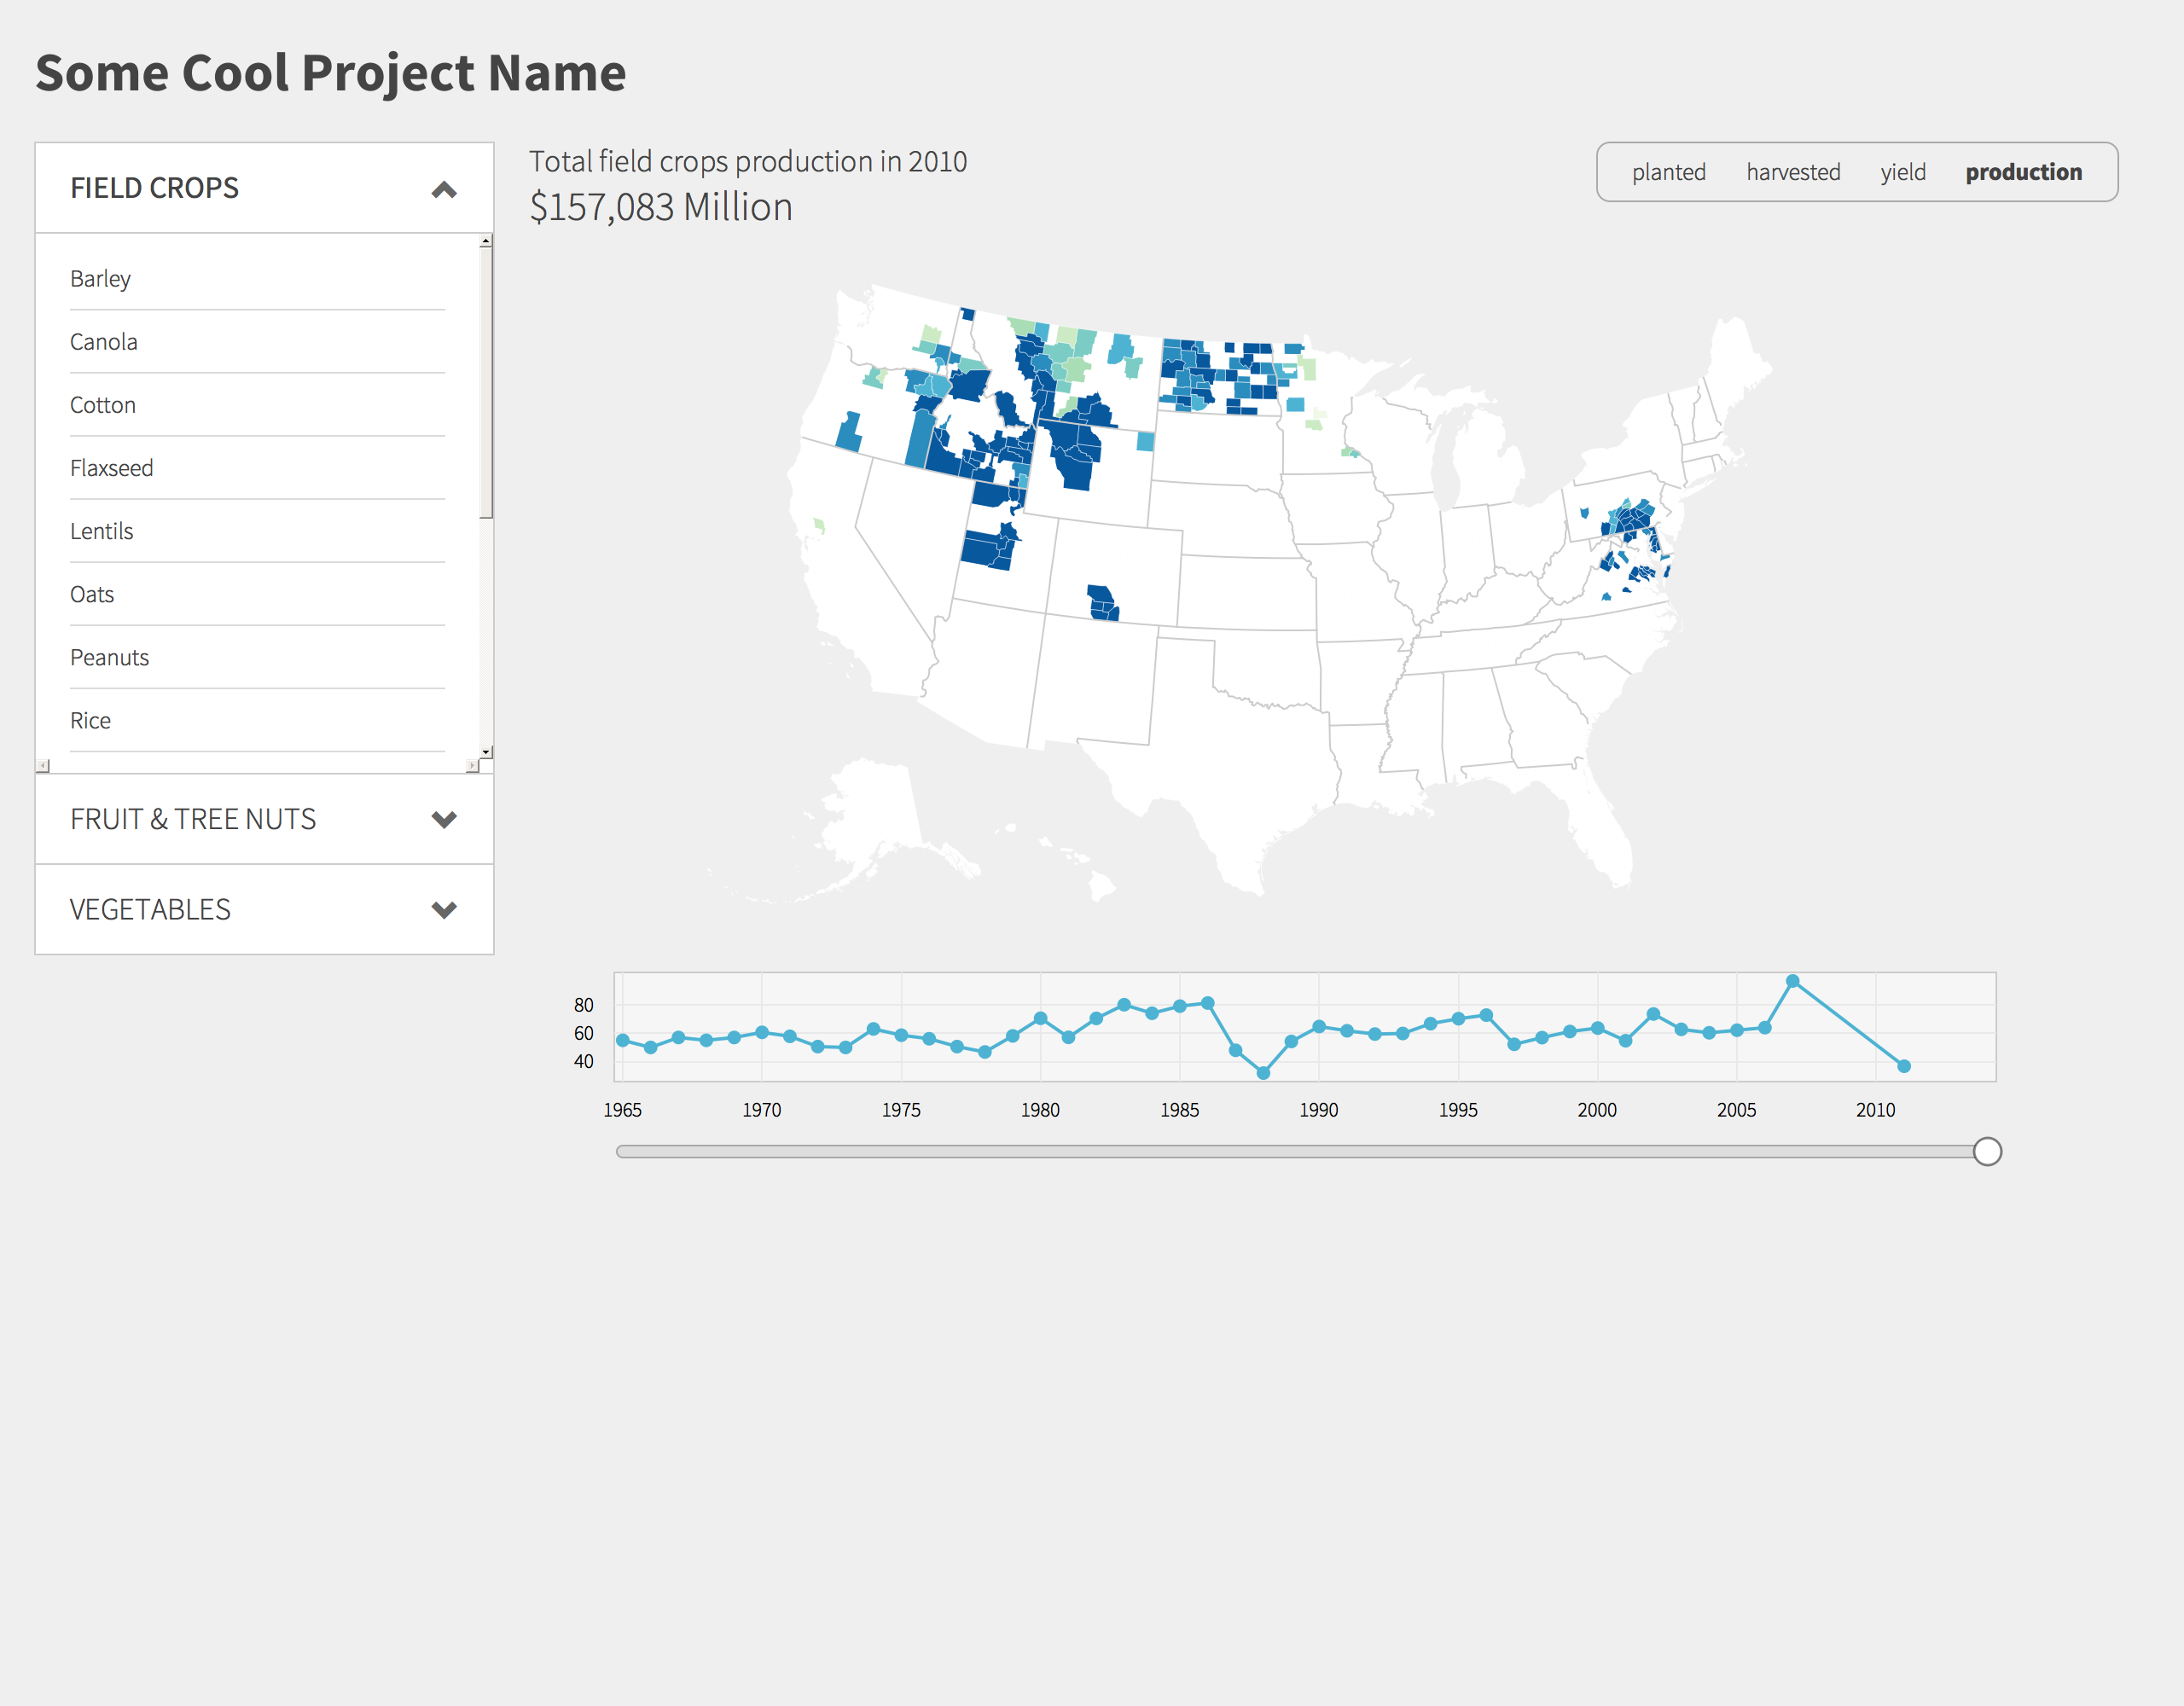 Some Cool Project Name
FIELD CROPS
Barley
Canola
Cotton
Flaxseed
Lentils
Oats
Peanuts
Rice
FRUIT & TREE NUTS
VEGETABLES
Total field crops production in 2010
$157,083 Million
planted harvested yield production
80
60
40
1965 1970 1975 1980 1985 1990 1995 2000 2005 2010